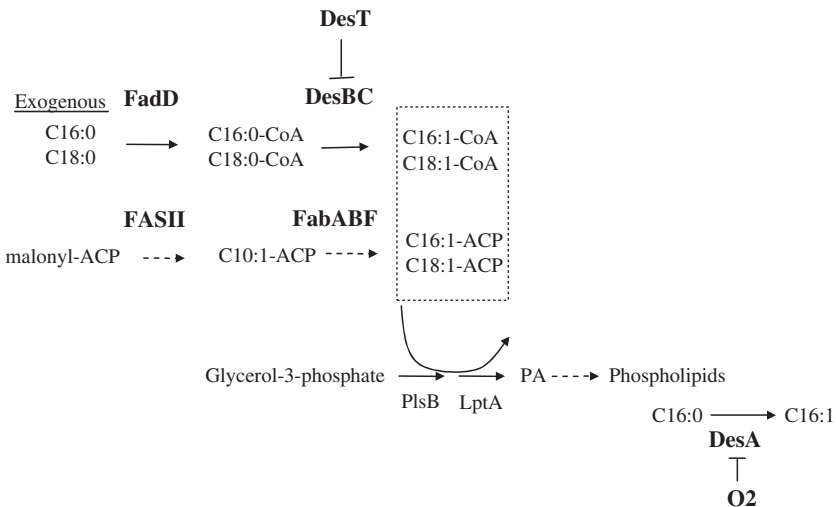 DesT
Exogenous FadD DesBC
C16:0 C16:0-CoA C16:1-CoA
C18:0 C18:0-CoA C18:1-CoA
FASII FabABF
malonyl-ACP C10:1-ACP C16:1-ACP
C18:1-ACP
Glycerol-3-phosphate PA Phospholipids
PlsB LptA
C16:0 C16:1
DesA
O2